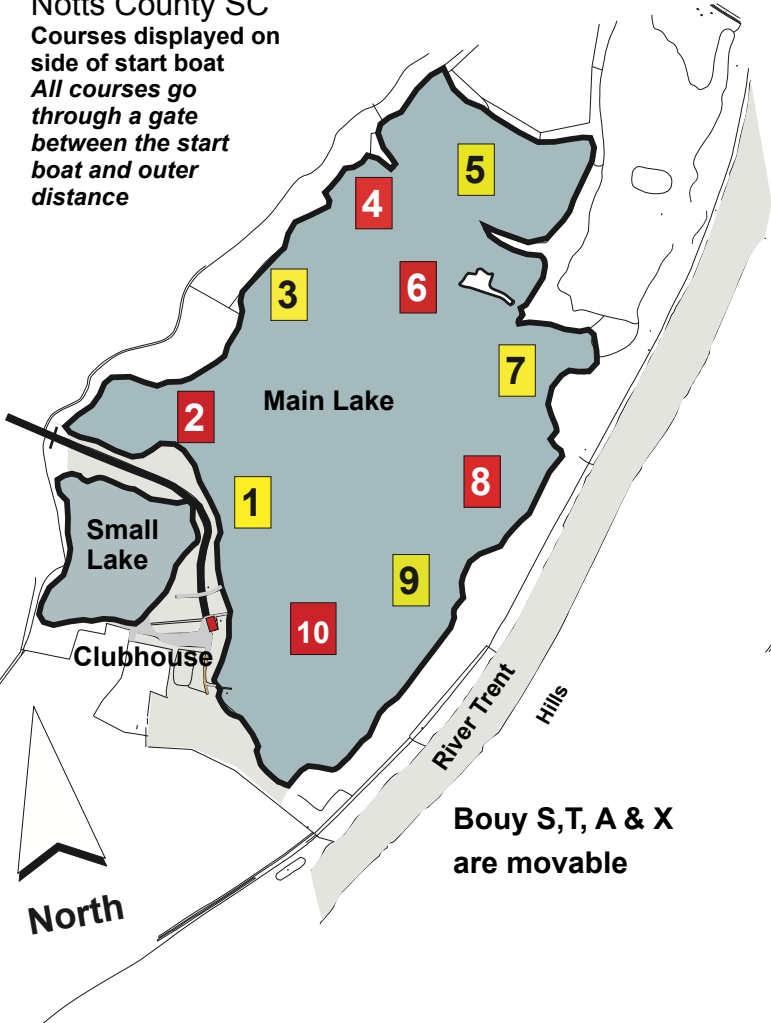 Notts County SC
Courses displayed on
side of start boat
All courses go
through a gate
between the start
boat and outer
distance
5
4
6
3
7
Main Lake
2
8
1
Small
Lake
9
10
Clubhouse
River Trent
Hills
Bouy S,T, A & X
are movable
North